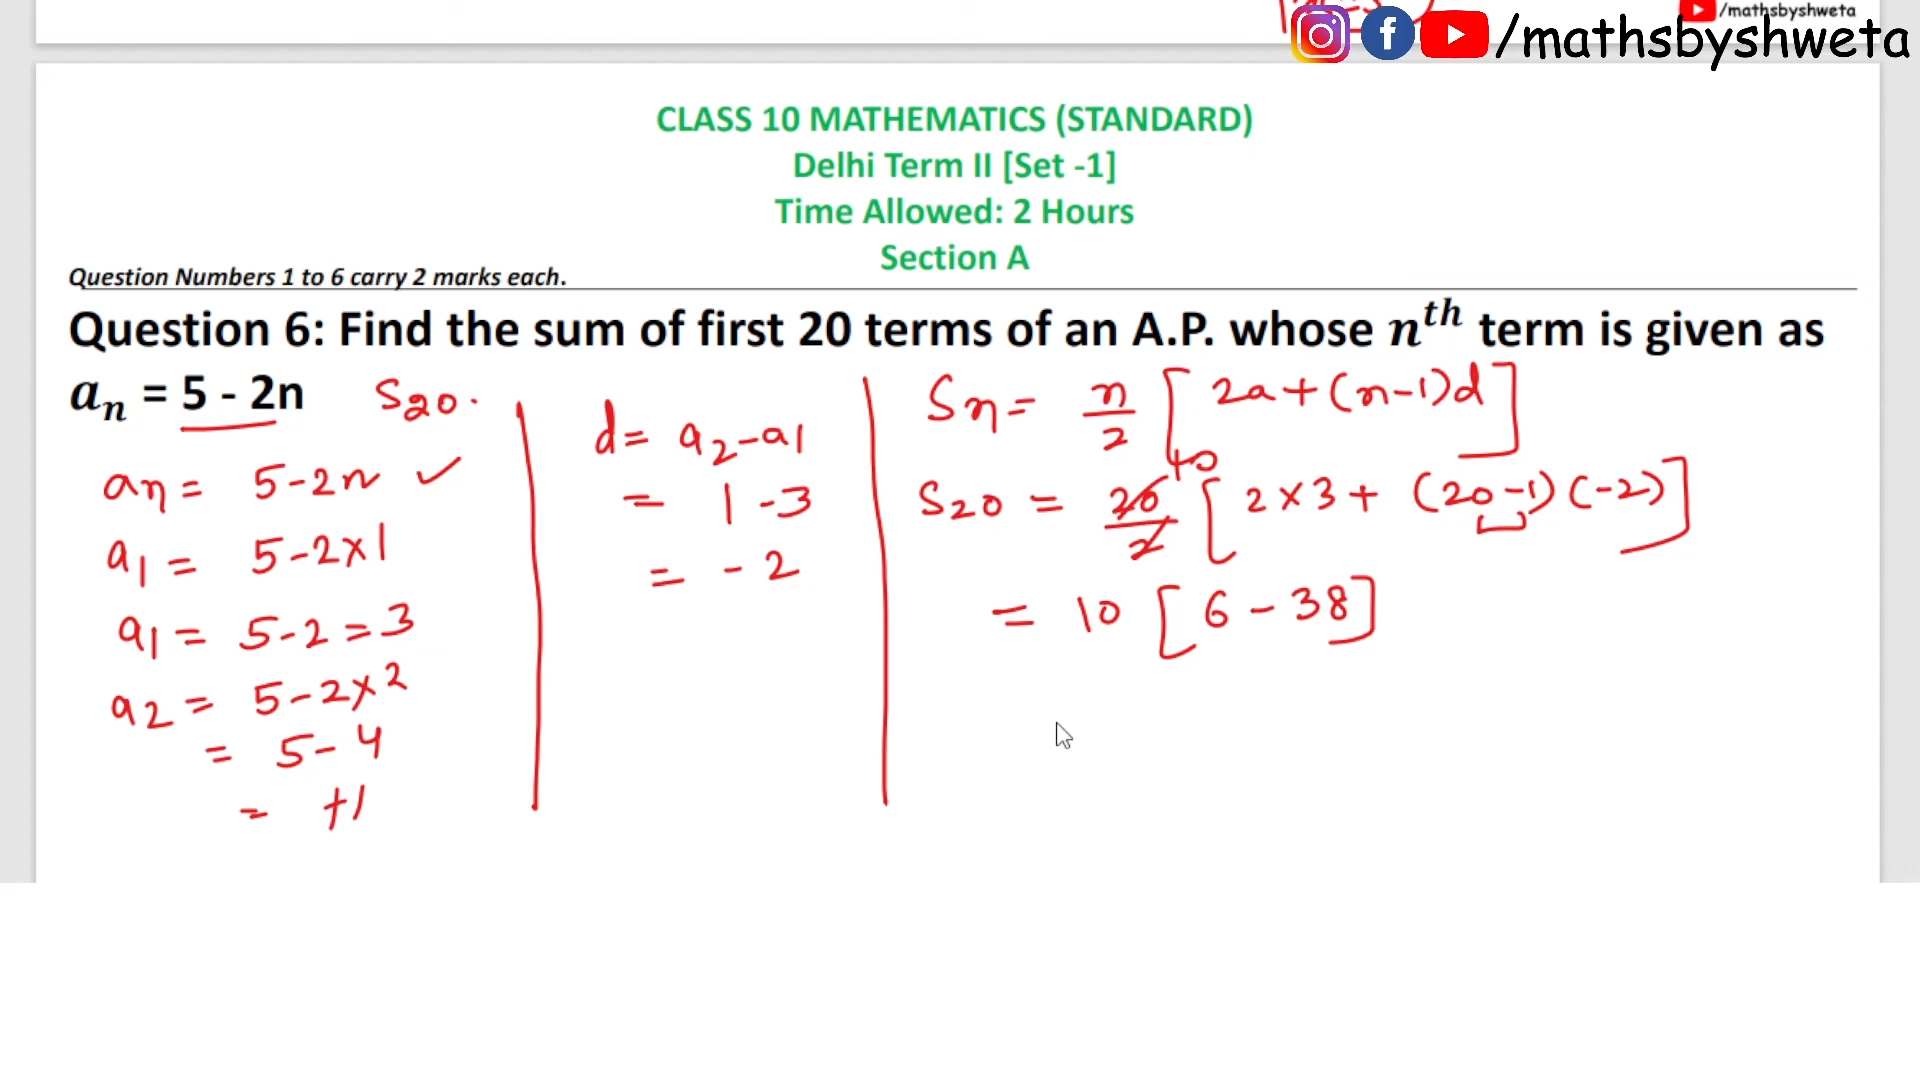 /mathsbyshweta
/mathsbyshweta
CLASS 10 MATHEMATICS (STANDARD)
Delhi Term II [Set -1]
Time Allowed: 2 Hours
Section A
Question Numbers 1 to 6 carry 2 marks each.
Question 6: Find the sum of first 20 terms of an A.P. whose n^th term is given as
a_n = 5 - 2n
S20.
an = 5-2n ✓
a1 = 5-2×1
a1 = 5-2=3
a2 = 5-2×2
= 5-4
= +1
d= a2-a1
= 1-3
= -2
Sn= n/2 [2a+(n-1)d]
S20 = 20/2 [2×3+ (20-1)(-2)]
10
= 10 [6-38]